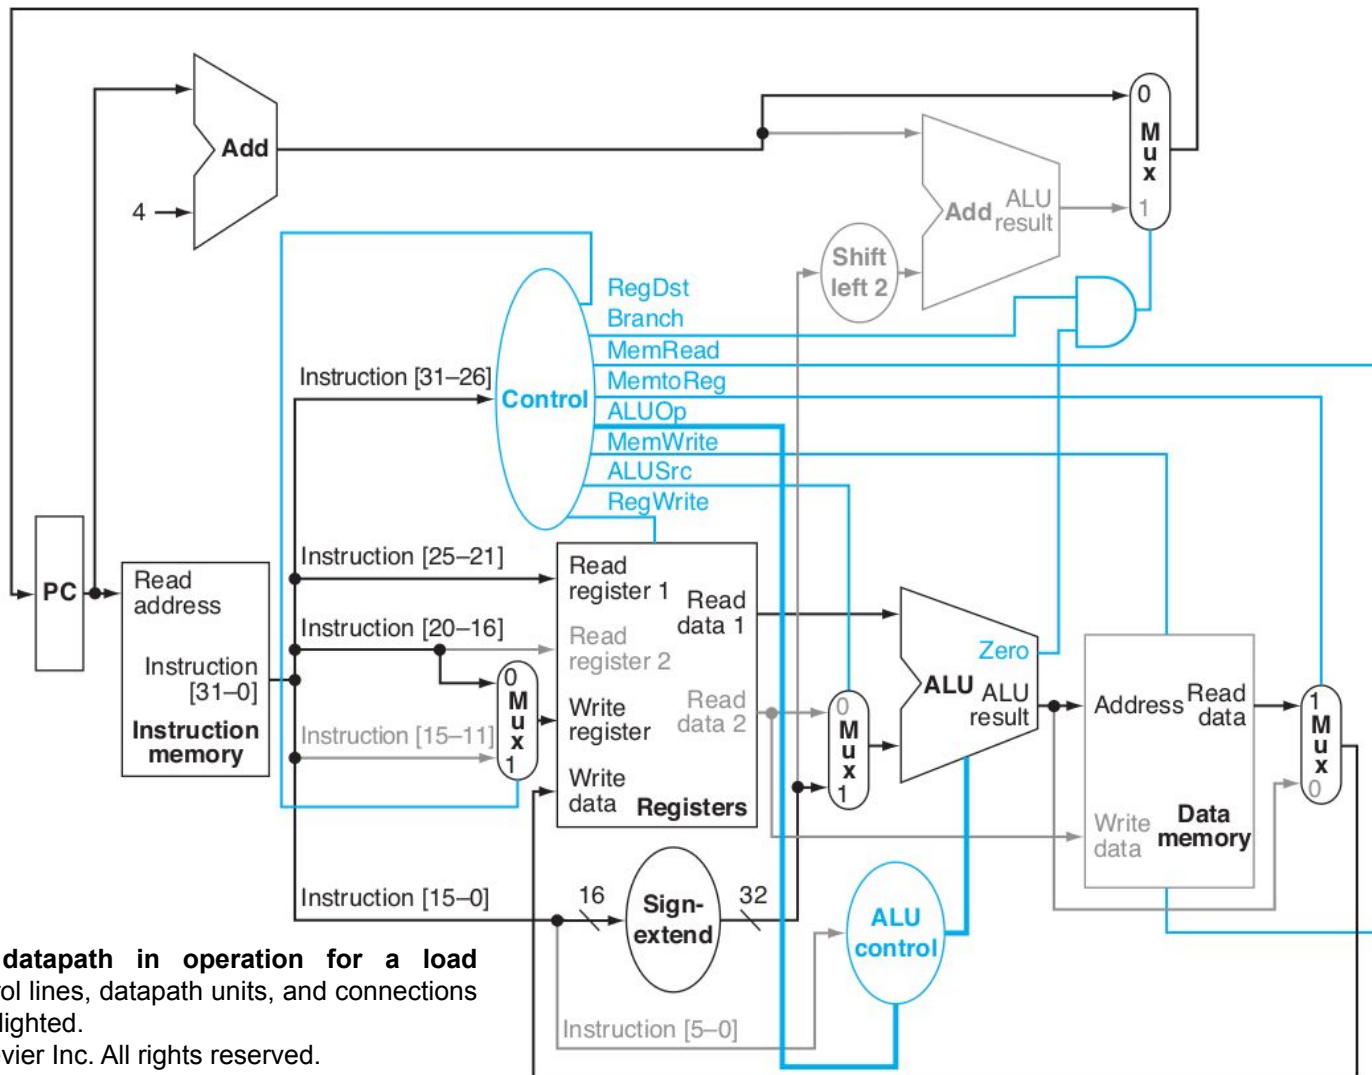 0
M
u
x
1
Add
4
Add
ALU
result
Shift
left 2
RegDst
Branch
MemRead
MemtoReg
ALUOp
MemWrite
ALUSrc
RegWrite
Control
Instruction [31–26]
Instruction [25–21]
Instruction [20–16]
Instruction [15–11]
Instruction [15–0]
Instruction [5–0]
PC
Read
address
Instruction
[31–0]
Instruction
memory
0
M
u
x
1
Read
register 1
Read
register 2
Write
register
Write
data
Read
data 1
Read
data 2
Registers
16
Sign-
extend
32
0
M
u
x
1
Zero
ALU
ALU
result
ALU
control
Address
Read
data
Write
data
Data
memory
1
M
u
x
0
datapath in operation for a load
rol lines, datapath units, and connections
lighted.
evier Inc. All rights reserved.